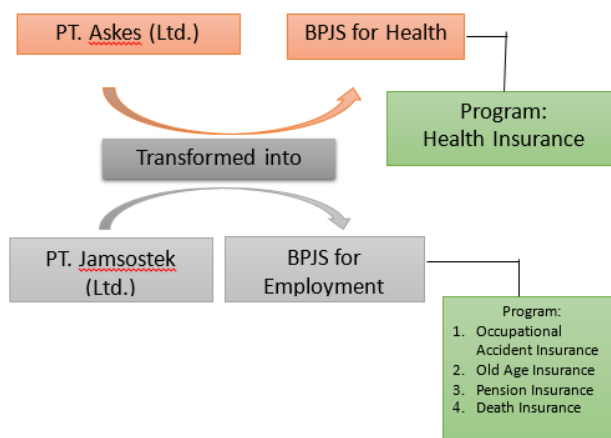 PT. Askes (Ltd.)
BPJS for Health
Program:
Health Insurance
Transformed into
PT. Jamsostek
(Ltd.)
BPJS for
Employment
Program:
1. Occupational
Accident Insurance
2. Old Age Insurance
3. Pension Insurance
4. Death Insurance